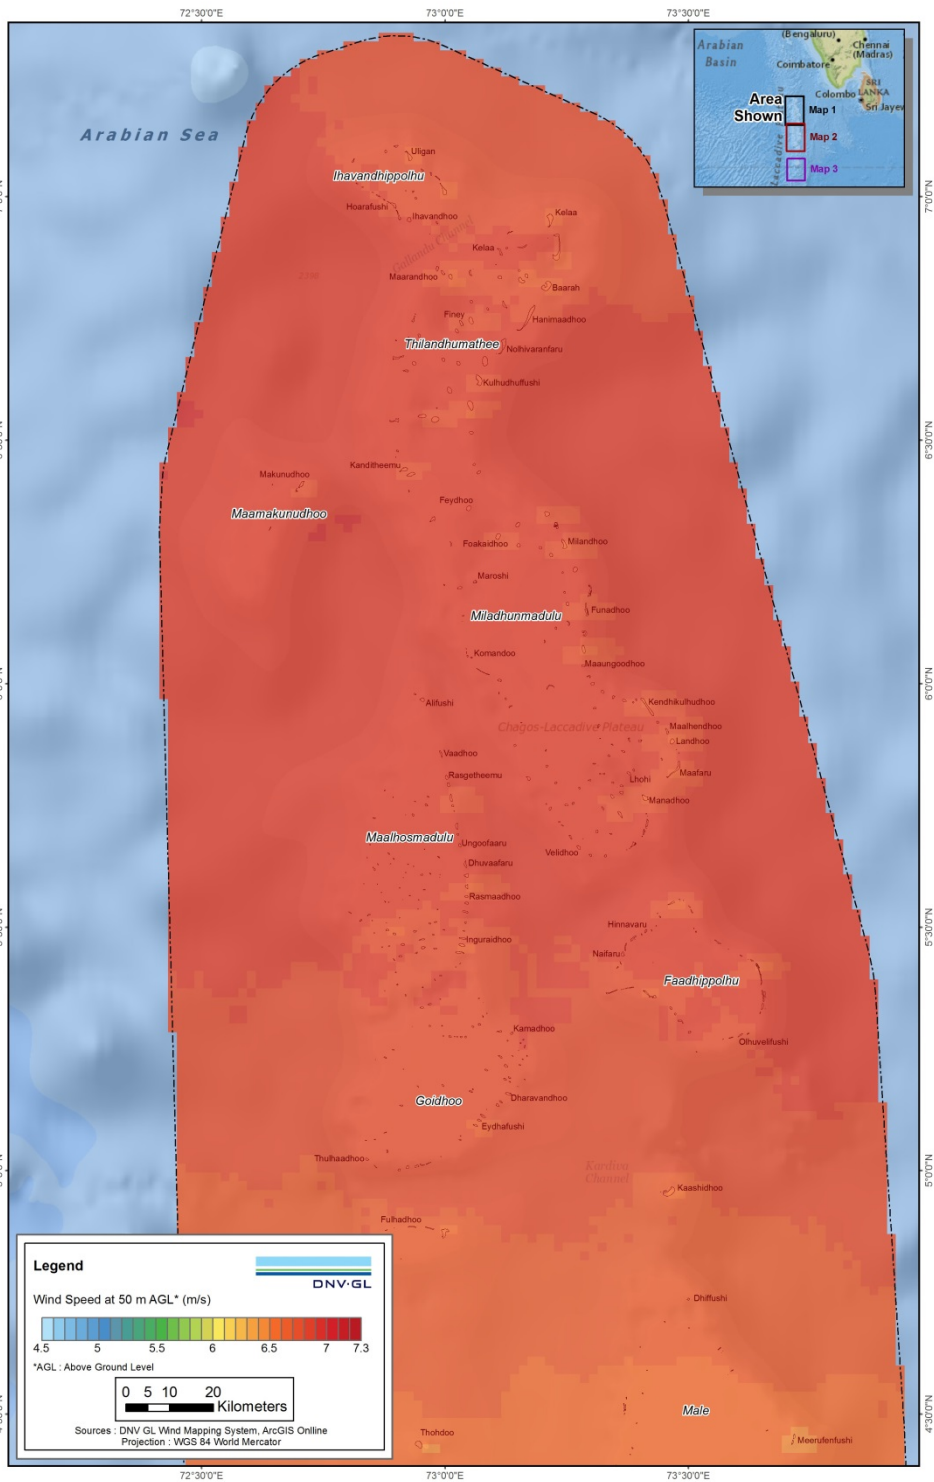 72°30'0"E 73°0'0"E 73°30'0"E
Arabian Sea
Arabian
Basin
(Bengaluru)
Chennai
(Madras)
Coimbatore
Colombo
SRI
LANKA
Sri Jayew
Area
Shown
Map 1
Map 2
Map 3
Uligan
Ihavandhippolhu
7°0'0"N
Hoarafushi
Ihavandhoo
Kelaa
Kelaa
Maarandhoo
Baarah
Finey
Hanimaadhoo
Thilandhumathee
Nolhivaranfaru
Kulhudhuffushi
6°30'0"N
Kanditheemu
Makunudhoo
Feydhoo
Maamakunudhoo
Foakaidhoo
Milandhoo
Maroshi
Funadhoo
Miladhunmadulu
Komandoo
Maaungoodhoo
6°0'0"N
Alifushi
Kendhikulhudhoo
Chagos-Laccadive Plateau
Maalhendhoo
Landhoo
Vaadhoo
Rasgetheemu
Lhohi
Maafaru
Manadhoo
Maalhosmadulu
Ungoofaaru
Velidhoo
Dhuvaafaru
Rasmaadhoo
Hinnavaru
5°30'0"N
Inguraidhoo
Naifaru
Faadhippolhu
Kamadhoo
Olhuvelifushi
Goidhoo
Dharavandhoo
Eydhafushi
Thulhaadhoo
Kardiva
Channel
5°0'0"N
Kaashidhoo
Fulhadhoo
Dhiffushi
Male
4°30'0"N
Thohdoo
Meerufenfushi
Legend
DNV·GL
Wind Speed at 50 m AGL* (m/s)
4.5 5 5.5 6 6.5 7 7.3
*AGL : Above Ground Level
0 5 10 20
Kilometers
Sources : DNV GL Wind Mapping System, ArcGIS Onlline
Projection : WGS 84 World Mercator
72°30'0"E 73°0'0"E 73°30'0"E